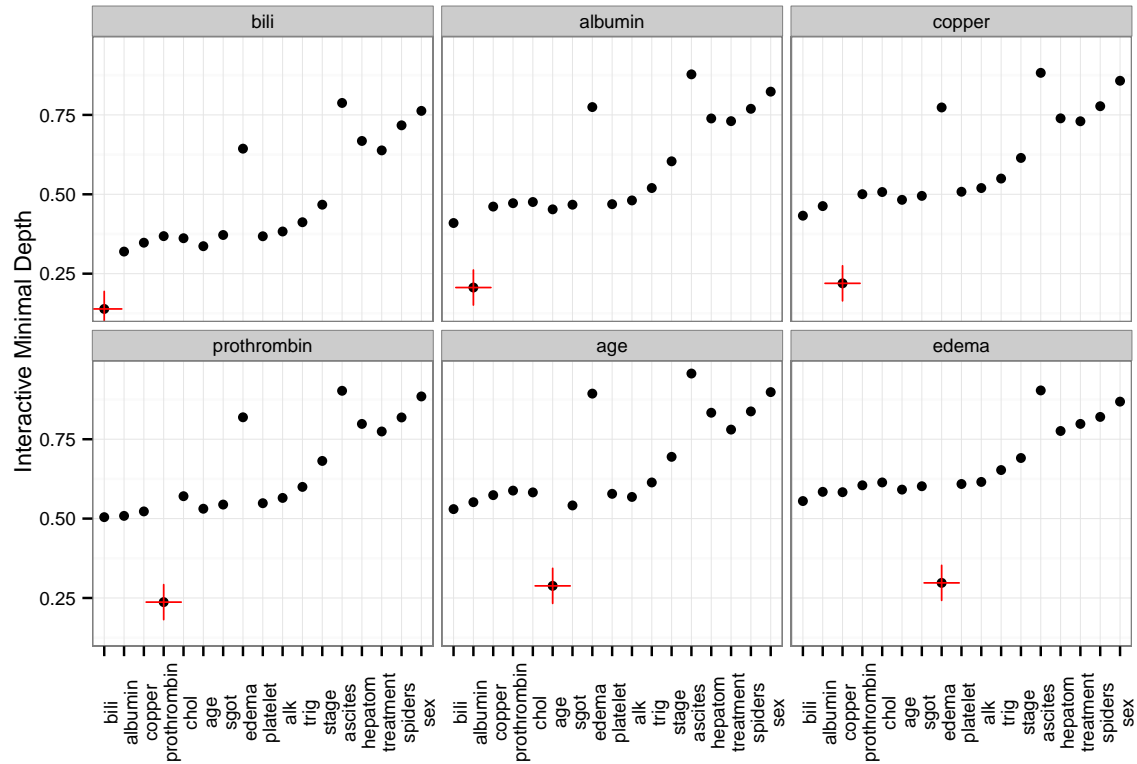 bili albumin copper
0.75
0.50
0.25
prothrombin age edema
0.75
0.50
0.25
Interactive Minimal Depth
bili albumin copper prothrombin chol age sgot edema platelet alk trig stage ascites hepatom treatment spiders sex
bili albumin copper prothrombin chol age sgot edema platelet alk trig stage ascites hepatom treatment spiders sex
bili albumin copper prothrombin chol age sgot edema platelet alk trig stage ascites hepatom treatment spiders sex